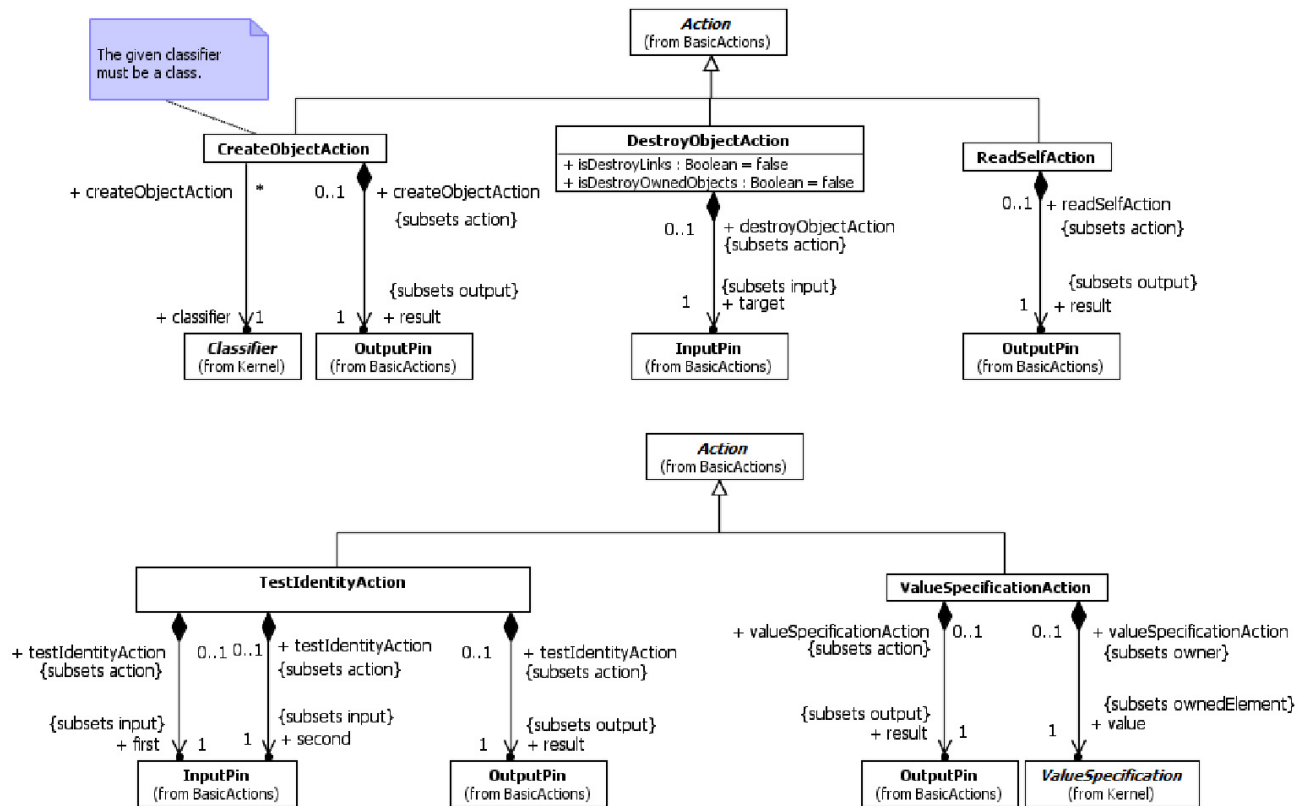 Action
(from BasicActions)
The given classifier
must be a class.
CreateObjectAction
DestroyObjectAction
+ isDestroyLinks : Boolean = false
+ isDestroyOwnedObjects : Boolean = false
ReadSelfAction
+ createObjectAction
*
0..1
+ createObjectAction
{subsets action}
0..1
+ destroyObjectAction
{subsets action}
0..1
+ readSelfAction
{subsets action}
+ classifier
1
{subsets output}
1
+ result
{subsets input}
1
+ target
{subsets output}
1
+ result
Classifier
(from Kernel)
OutputPin
(from BasicActions)
InputPin
(from BasicActions)
OutputPin
(from BasicActions)
Action
(from BasicActions)
TestIdentityAction
ValueSpecificationAction
+ testIdentityAction
{subsets action}
0..1
0..1
+ testIdentityAction
{subsets action}
0..1
+ testIdentityAction
{subsets action}
+ valueSpecificationAction
{subsets action}
0..1
0..1
+ valueSpecificationAction
{subsets owner}
{subsets input}
+ first
1
{subsets input}
1
+ second
{subsets output}
1
+ result
{subsets output}
+ result
1
{subsets ownedElement}
1
+ value
InputPin
(from BasicActions)
OutputPin
(from BasicActions)
OutputPin
(from BasicActions)
ValueSpecification
(from Kernel)